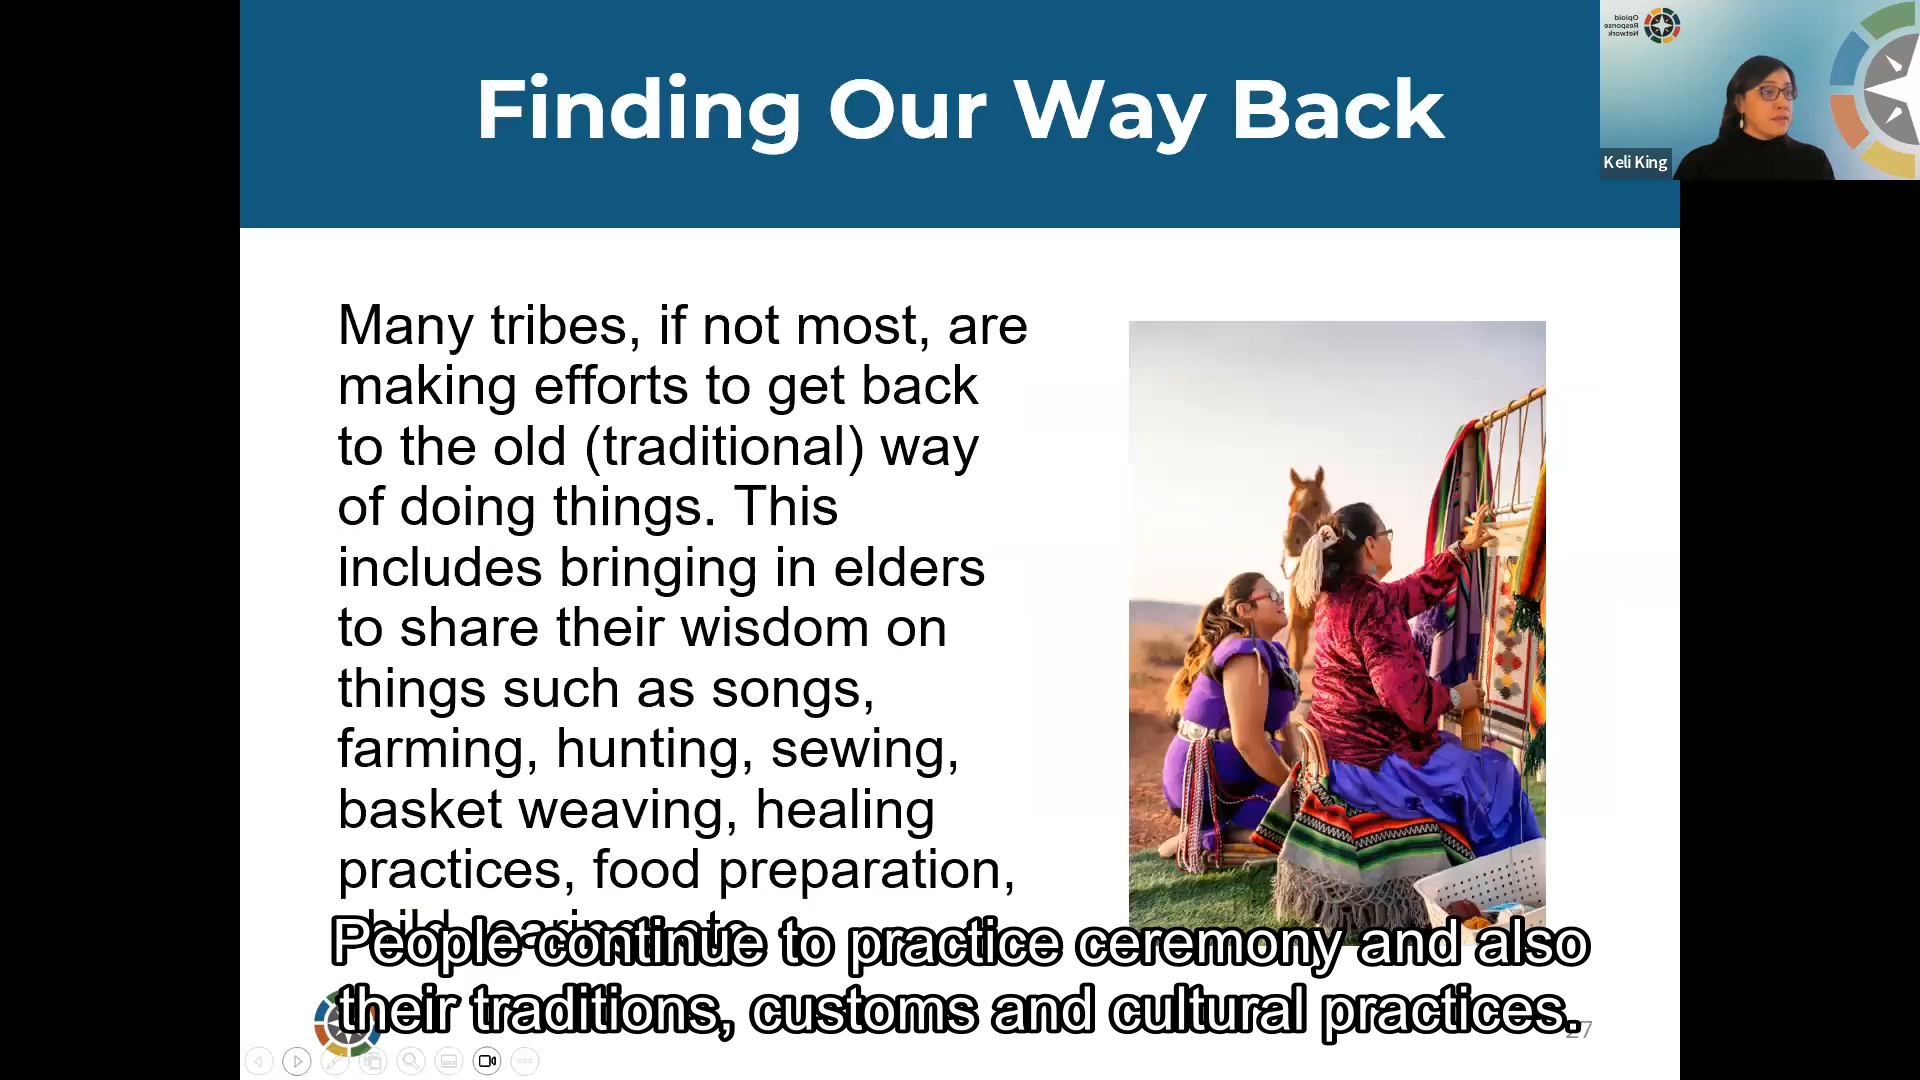 Finding Our Way Back
Opioid
Response
Network
Keli King
Many tribes, if not most, are
making efforts to get back
to the old (traditional) way
of doing things. This
includes bringing in elders
to share their wisdom on
things such as songs,
farming, hunting, sewing,
basket weaving, healing
practices, food preparation,
People continue to practice ceremony and also
their traditions, customs and cultural practices.
27